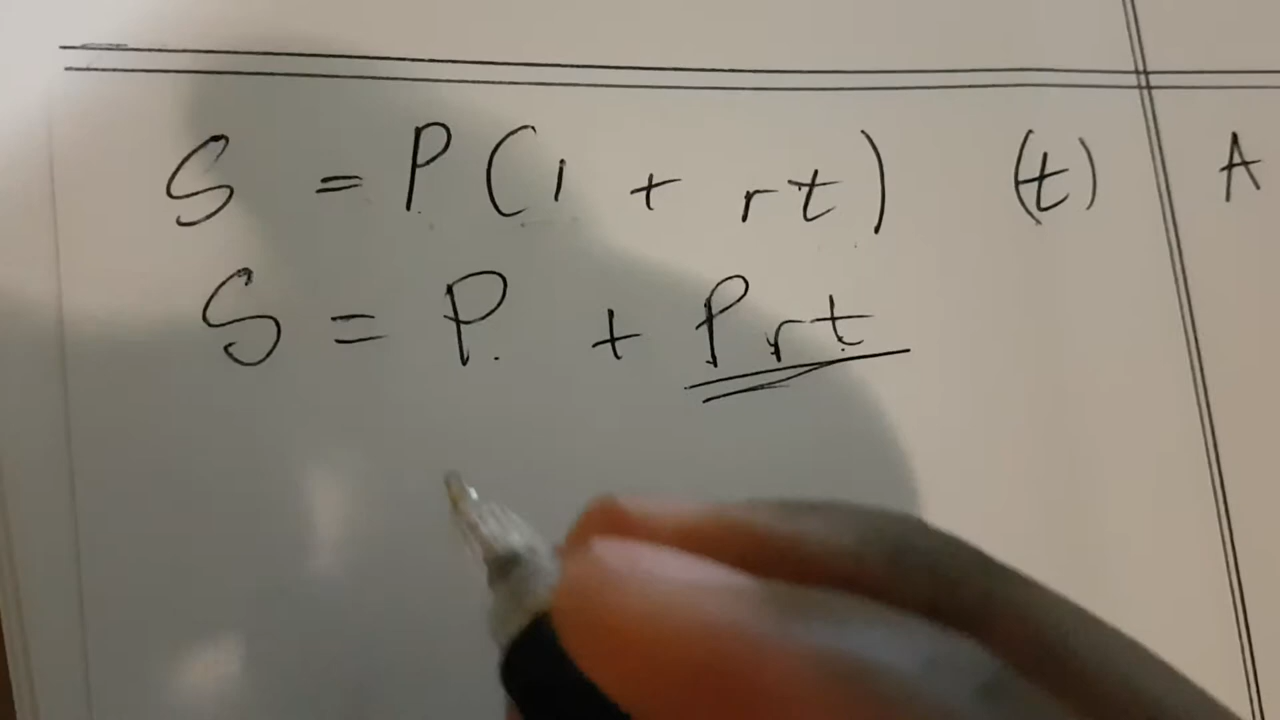 S = P(1 + rt) (t) A
S = P + Prt